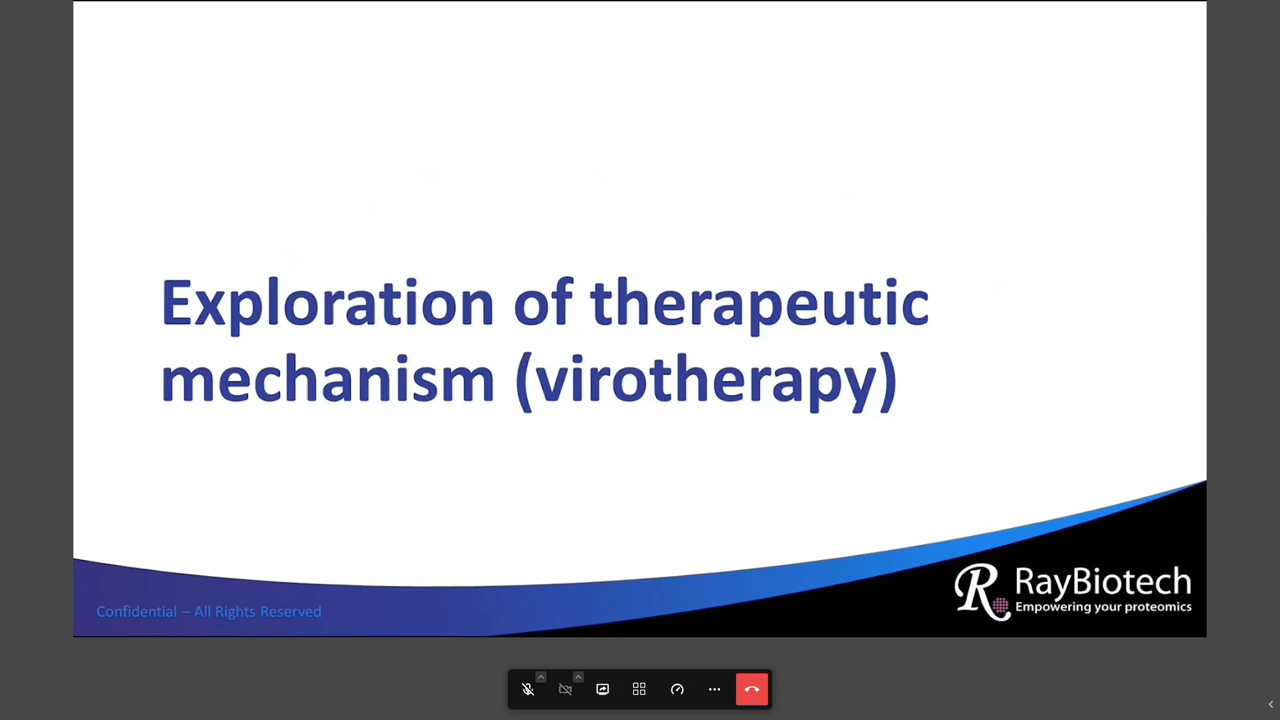 Exploration of therapeutic
mechanism (virotherapy)
Confidential – All Rights Reserved
RayBiotech
Empowering your proteomics